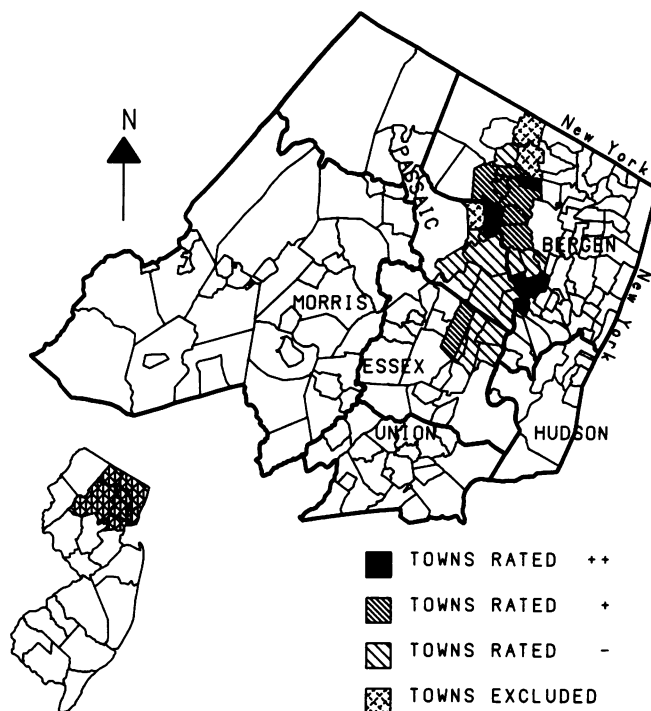 N
New York
PASSAIC
BERGEN
New York
MORRIS
ESSEX
UNION
HUDSON
TOWNS RATED ++
TOWNS RATED +
TOWNS RATED -
TOWNS EXCLUDED